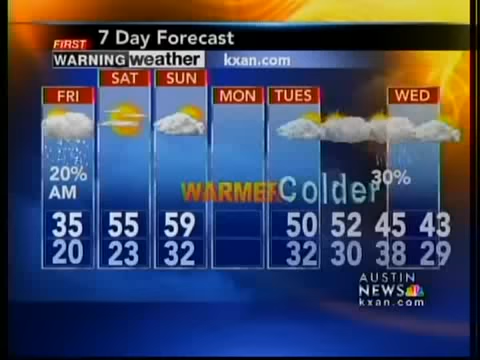 FIRST 7 Day Forecast
WARNING weather kxan.com
FRI SAT SUN MON TUES WED
20%
AM
30%
WARMER Colder
35 55 59 50 52 45 43
20 23 32 32 30 38 29
AUSTIN
NEWS
kxan.com